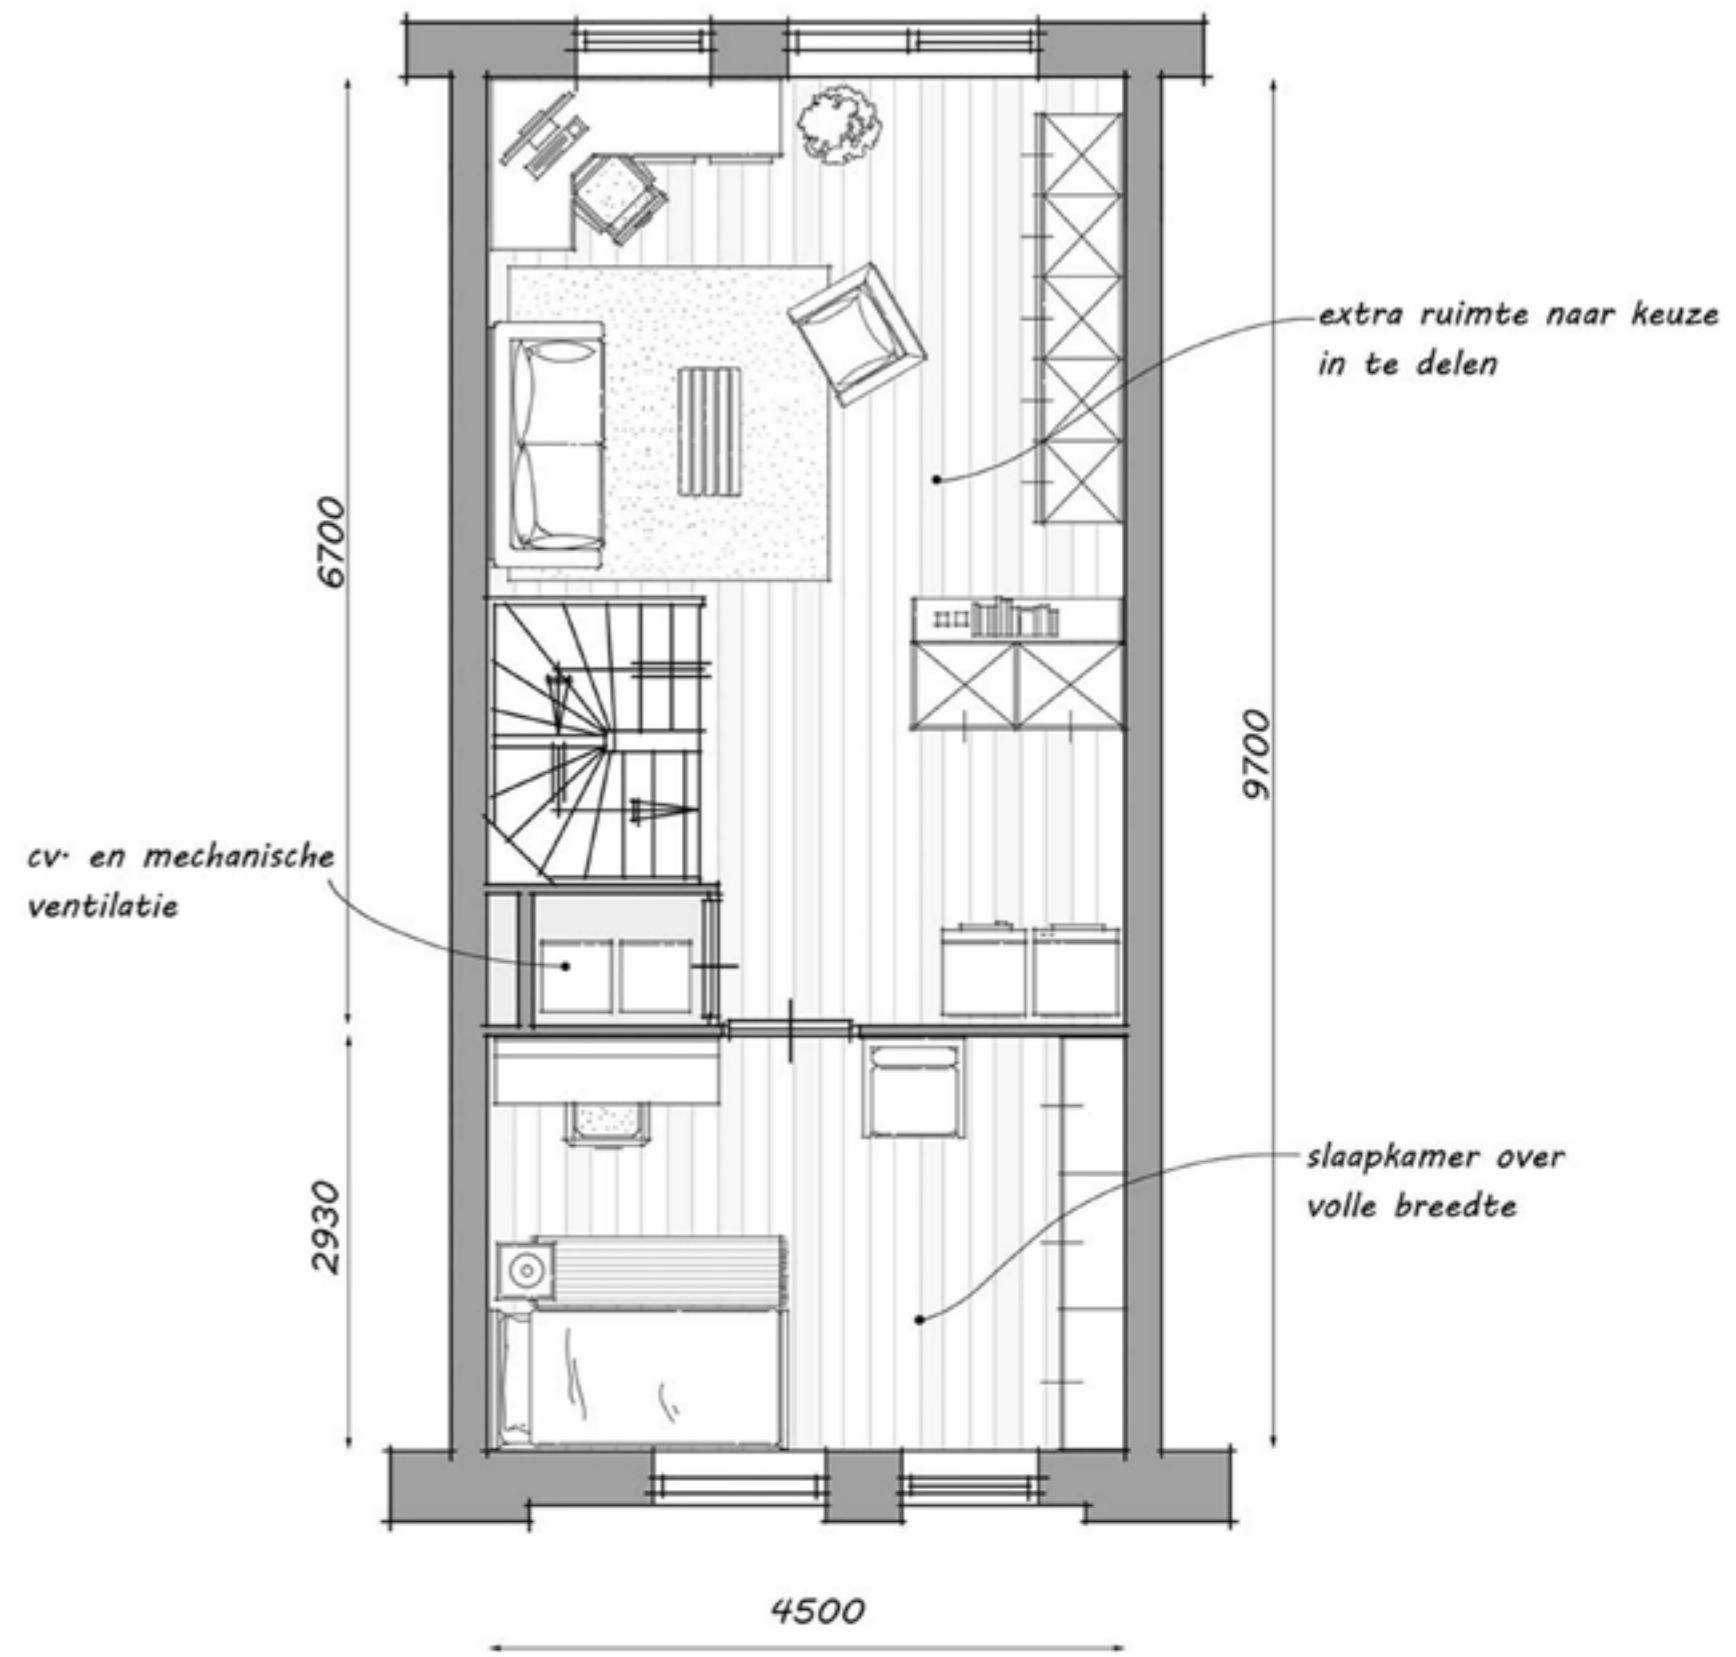 extra ruimte naar keuze
in te delen
6700
9700
cv. en mechanische
ventilatie
slaapkamer over
volle breedte
2930
4500